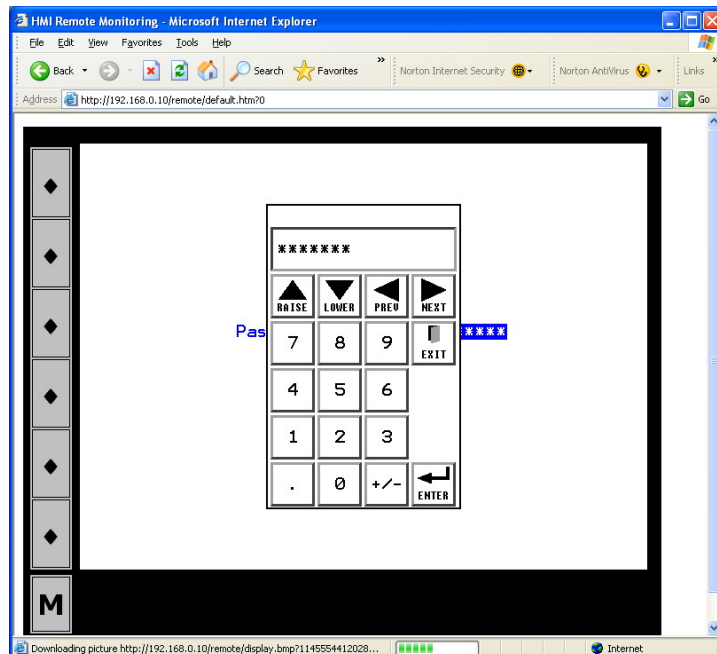 HMI Remote Monitoring - Microsoft Internet Explorer
File Edit View Favorites Tools Help
Back Search Favorites » Norton Internet Security Norton AntiVirus Links »
Address http://192.168.0.10/remote/default.htm?0 Go
*******
RAISE LOWER PREV NEXT
Pas 7 8 9 EXIT ****
4 5 6
1 2 3
. 0 +/- ENTER
M
Downloading picture http://192.168.0.10/remote/display.bmp?1145554412028... Internet